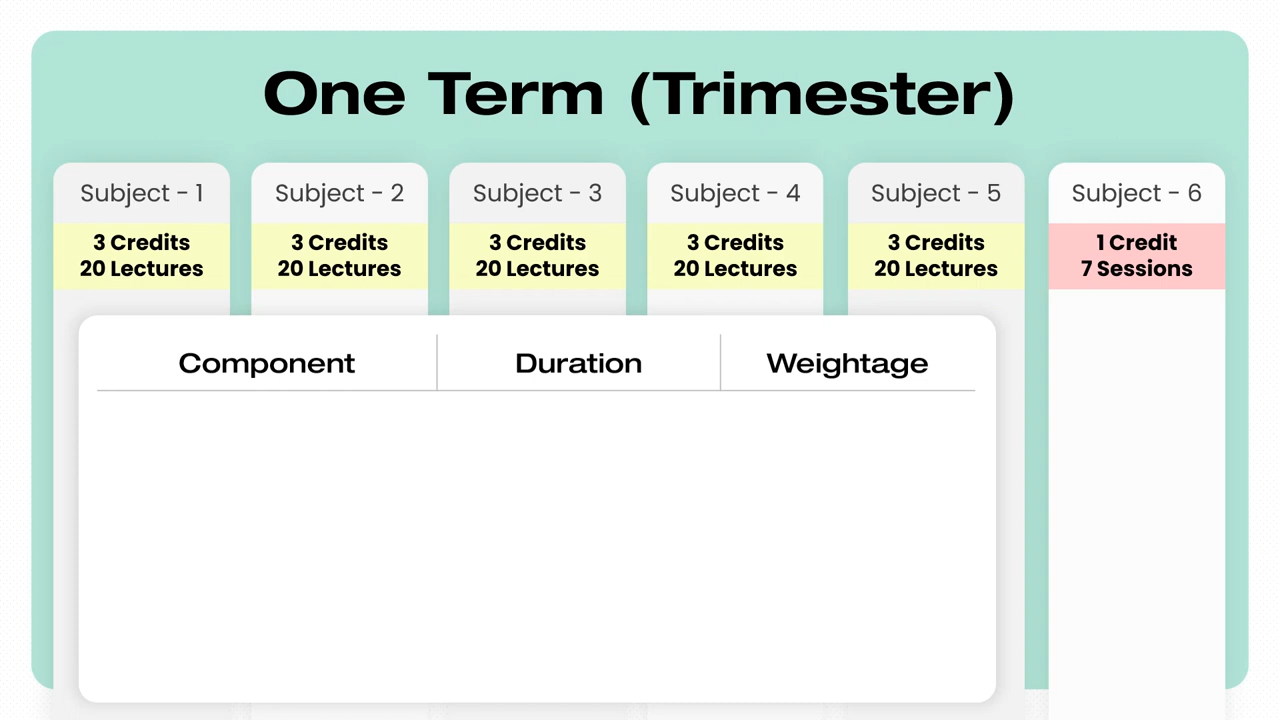 One Term (Trimester)
Subject - 1
3 Credits
20 Lectures
Subject - 2
3 Credits
20 Lectures
Subject - 3
3 Credits
20 Lectures
Subject - 4
3 Credits
20 Lectures
Subject - 5
3 Credits
20 Lectures
Subject - 6
1 Credit
7 Sessions
Component
Duration
Weightage